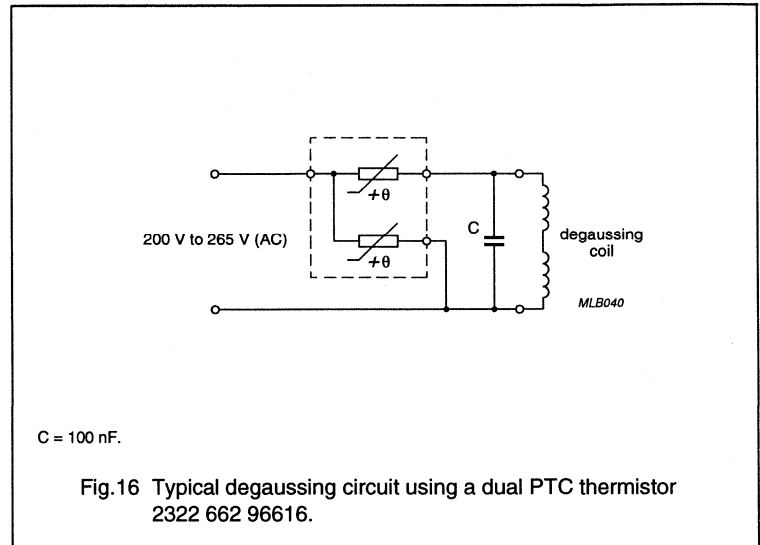 +θ
200 V to 265 V (AC)
+θ
C
degaussing
coil
MLB040
C = 100 nF.
Fig.16 Typical degaussing circuit using a dual PTC thermistor
2322 662 96616.